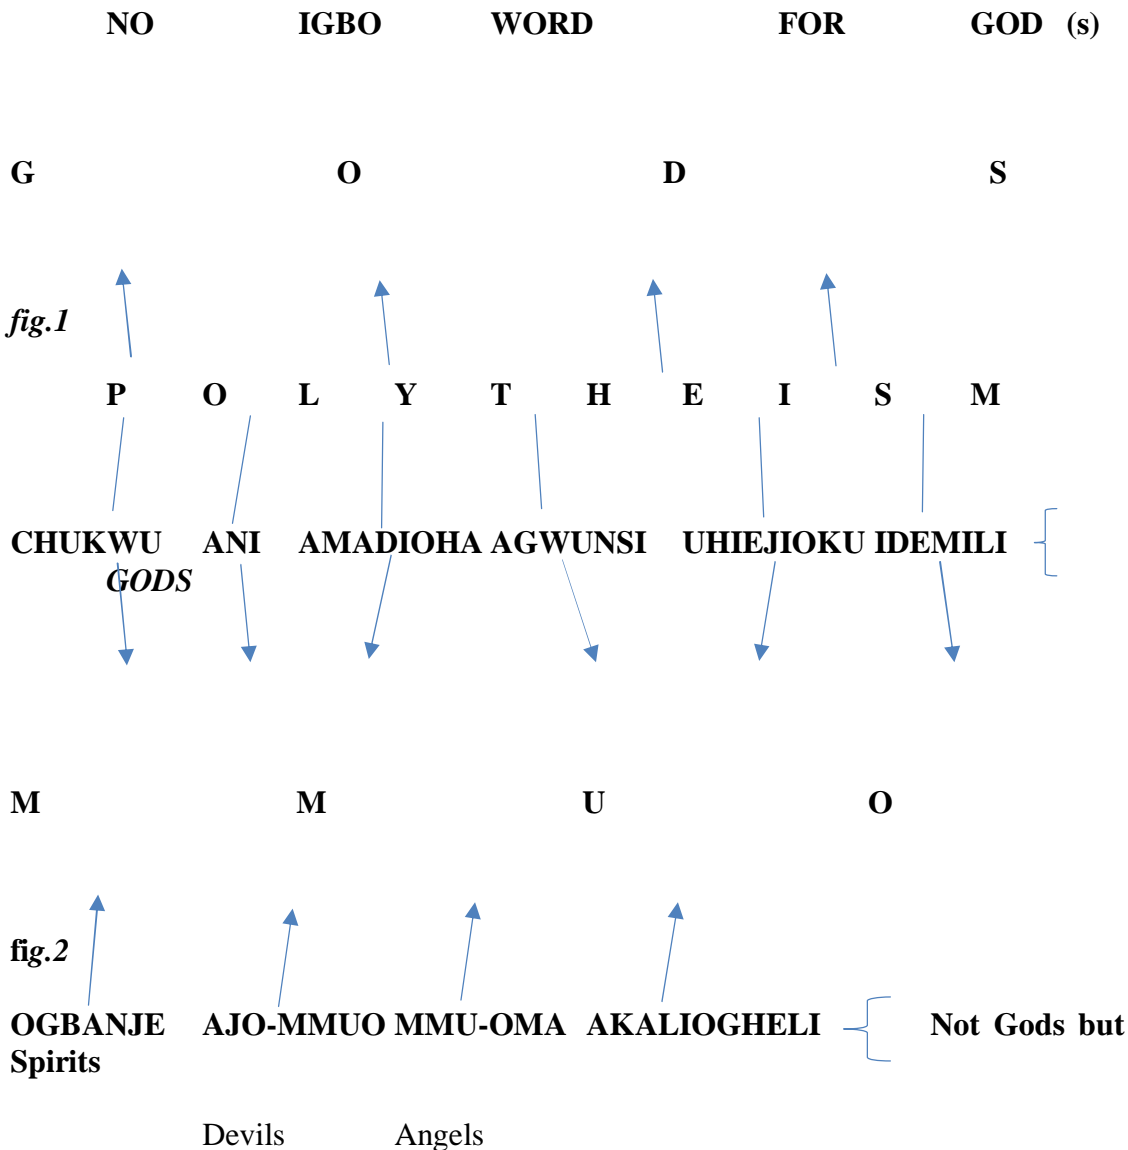 NO IGBO WORD FOR GOD (s)
G O D S
fig.1
P O L Y T H E I S M
CHUKWU ANI AMADIOHA AGWUNSI UHIEJIOKU IDEMILI
GODS
M M U O
fig.2
OGBANJE AJO-MMUO MMU-OMA AKALIOGHELI Not Gods but
Spirits
Devils Angels